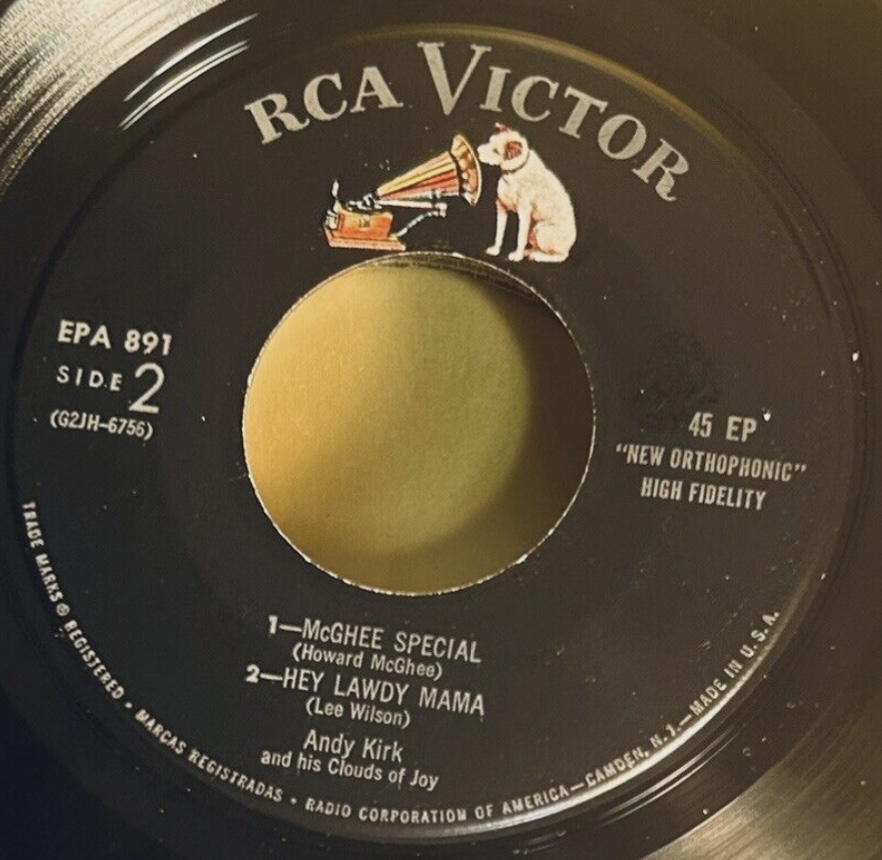 RCA VICTOR
EPA 891
SIDE 2
(G2JH-6756)
45 EP
"NEW ORTHOPHONIC"
HIGH FIDELITY
1—McGHEE SPECIAL
(Howard McGhee)
2—HEY LAWDY MAMA
(Lee Wilson)
Andy Kirk
and his Clouds of Joy
TRADE MARKS ® REGISTERED • MARCAS REGISTRADAS • RADIO CORPORATION OF AMERICA—CAMDEN, N. J.—MADE IN U.S.A.